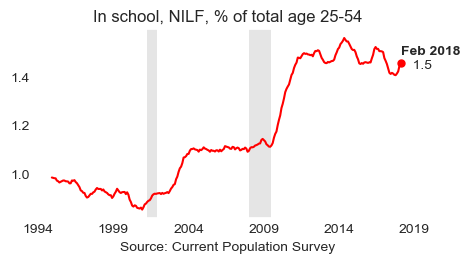 In school, NILF, % of total age 25-54
Feb 2018
1.5
1.4
1.2
1.0
1994 1999 2004 2009 2014 2019
Source: Current Population Survey